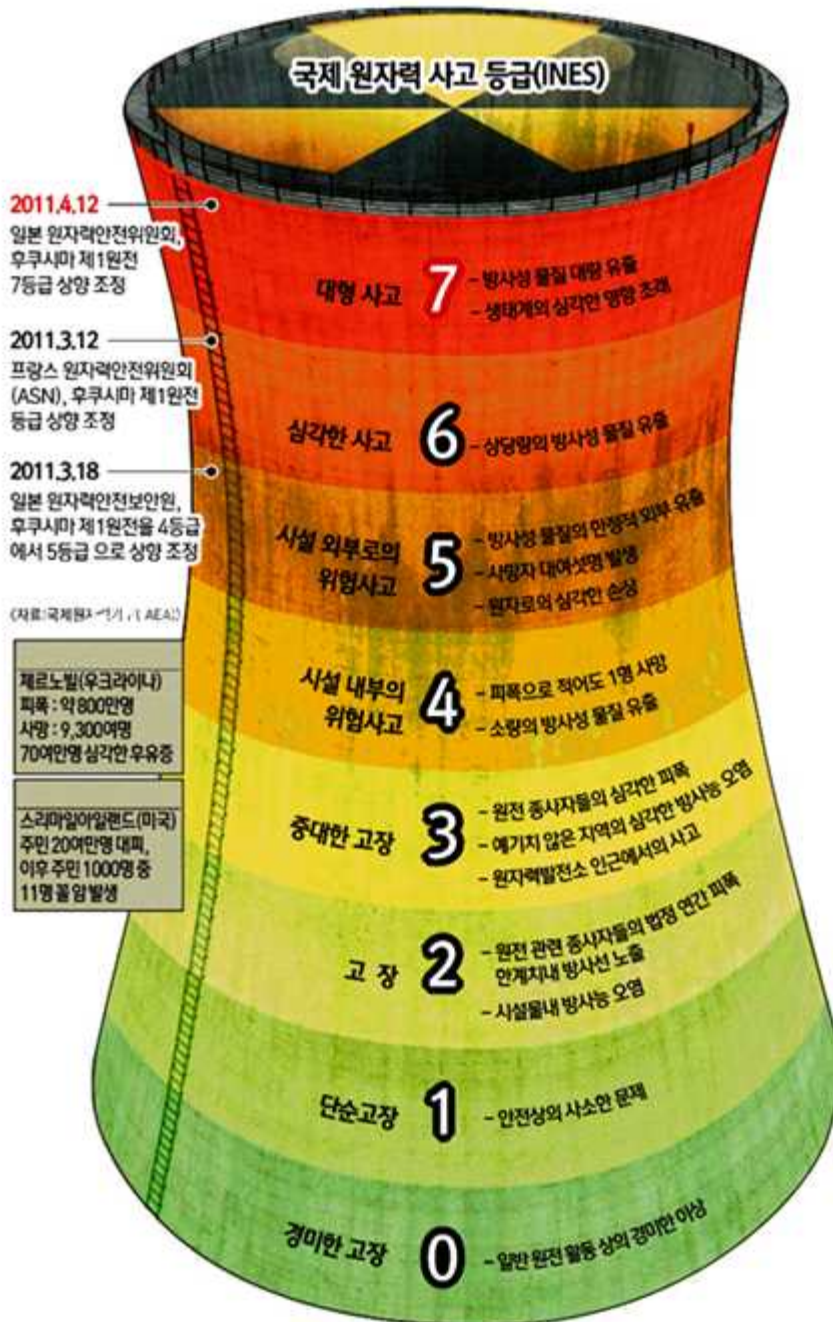 국제 원자력 사고 등급(INES)
2011.4.12
일본 원자력안전위원회,
후쿠시마 제1원전
7등급 상향 조정
2011.3.12
프랑스 원자력안전위원회
(ASN), 후쿠시마 제1원전
등급 상향 조정
2011.3.18
일본 원자력안전보안원,
후쿠시마 제1원전을 4등급
에서 5등급 으로 상향 조정
(자료:국제원자
체르노빌(우크라이나)
피폭 : 약 800만명
사망 : 9,300여명
70여만명 심각한 후유증
스리마일아일랜드(미국)
주민 20여만명 대피,
이후 주민 1000명 중
11명 꼴 암 발생
대형 사고 7
- 방사성 물질 대량 유출
- 생태계의 심각한 영향 초래
심각한 사고 6
- 상당량의 방사성 물질 유출
시설 외부로의
위험사고 5
- 방사성 물질의 한정적 외부 유출
- 사망자 대여섯명 발생
- 원자로의 심각한 손상
시설 내부의
위험사고 4
- 피폭으로 적어도 1명 사망
- 소량의 방사성 물질 유출
중대한 고장 3
- 원전 종사자들의 심각한 피폭
- 예기지 않은 지역의 심각한 방사능 오염
- 원자력발전소 인근에서의 사고
고 장 2
- 원전 관련 종사자들의 법정 연간 피폭
한계치내 방사선 노출
- 시설물내 방사능 오염
단순고장 1
- 안전상의 사소한 문제
경미한 고장 0
- 일반 원전 활동 상의 경미한 이상